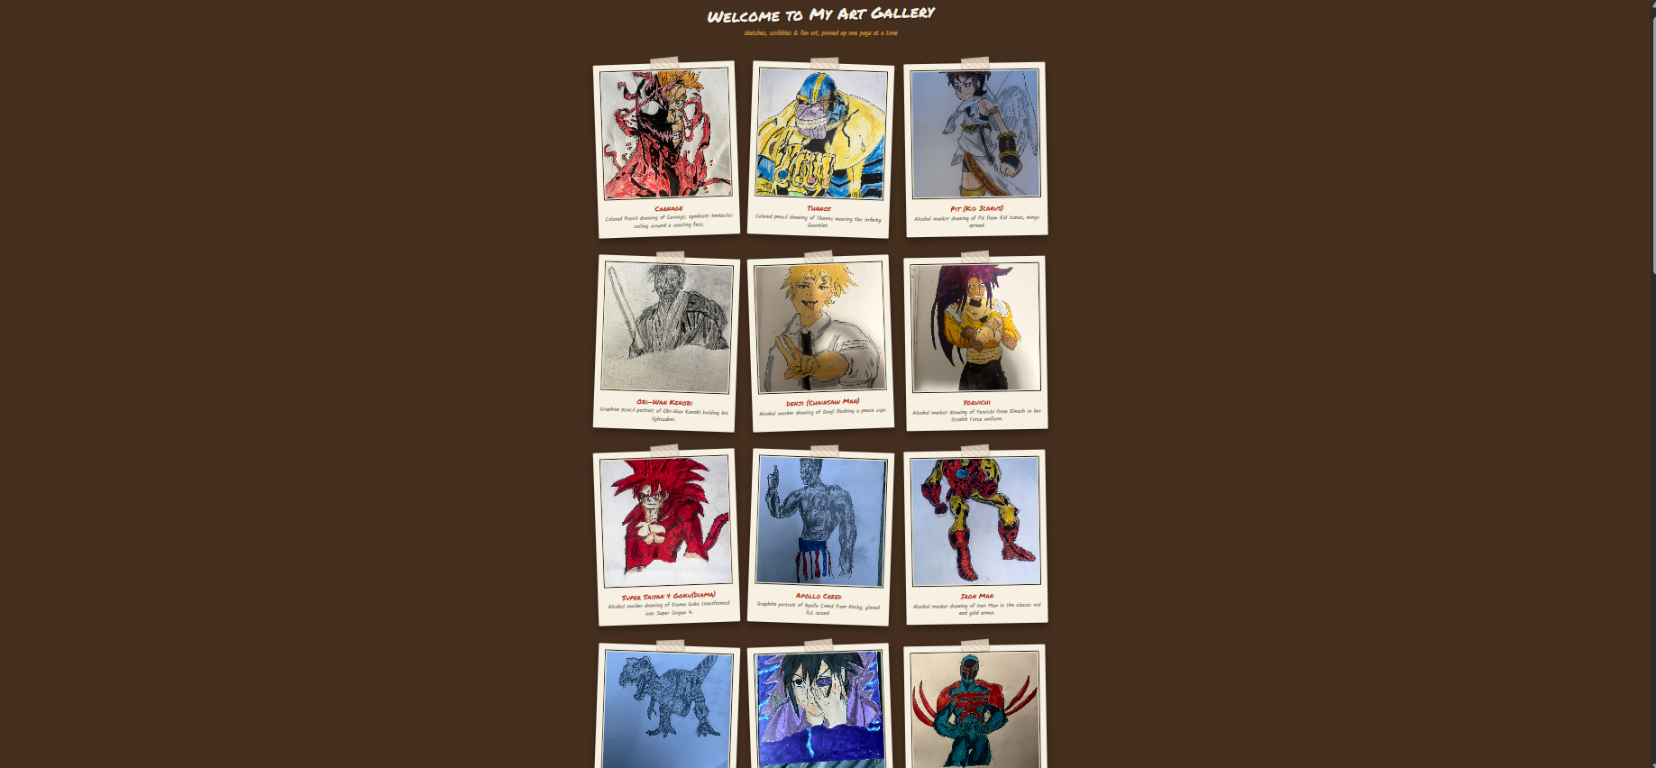 Welcome to My Art Gallery
sketches, scribbles & fan art, pinned up one page at a time
Carnage
Colored Pencil drawing of Carnage, symbiote tentacles
coiling around a snarling face.
Thanos
Colored pencil drawing of Thanos wearing the Infinity
Gauntlet.
Pit (Kid Icarus)
Alcohol marker drawing of Pit from Kid Icarus, wings
spread.
Obi-Wan Kenobi
Graphite pencil portrait of Obi-Wan Kenobi holding his
lightsaber.
Denji (Chainsaw Man)
Alcohol marker drawing of Denji flashing a peace sign.
Yoruichi
Alcohol marker drawing of Yoruichi from Bleach in her
Stealth Force uniform.
Super Saiyan 4 Goku(Diama)
Alcohol marker drawing of Diama Goku transformed
into Super Saiyan 4.
Apollo Creed
Graphite portrait of Apollo Creed from Rocky, gloved
fist raised.
Iron Man
Alcohol marker drawing of Iron Man in the classic red
and gold armor.